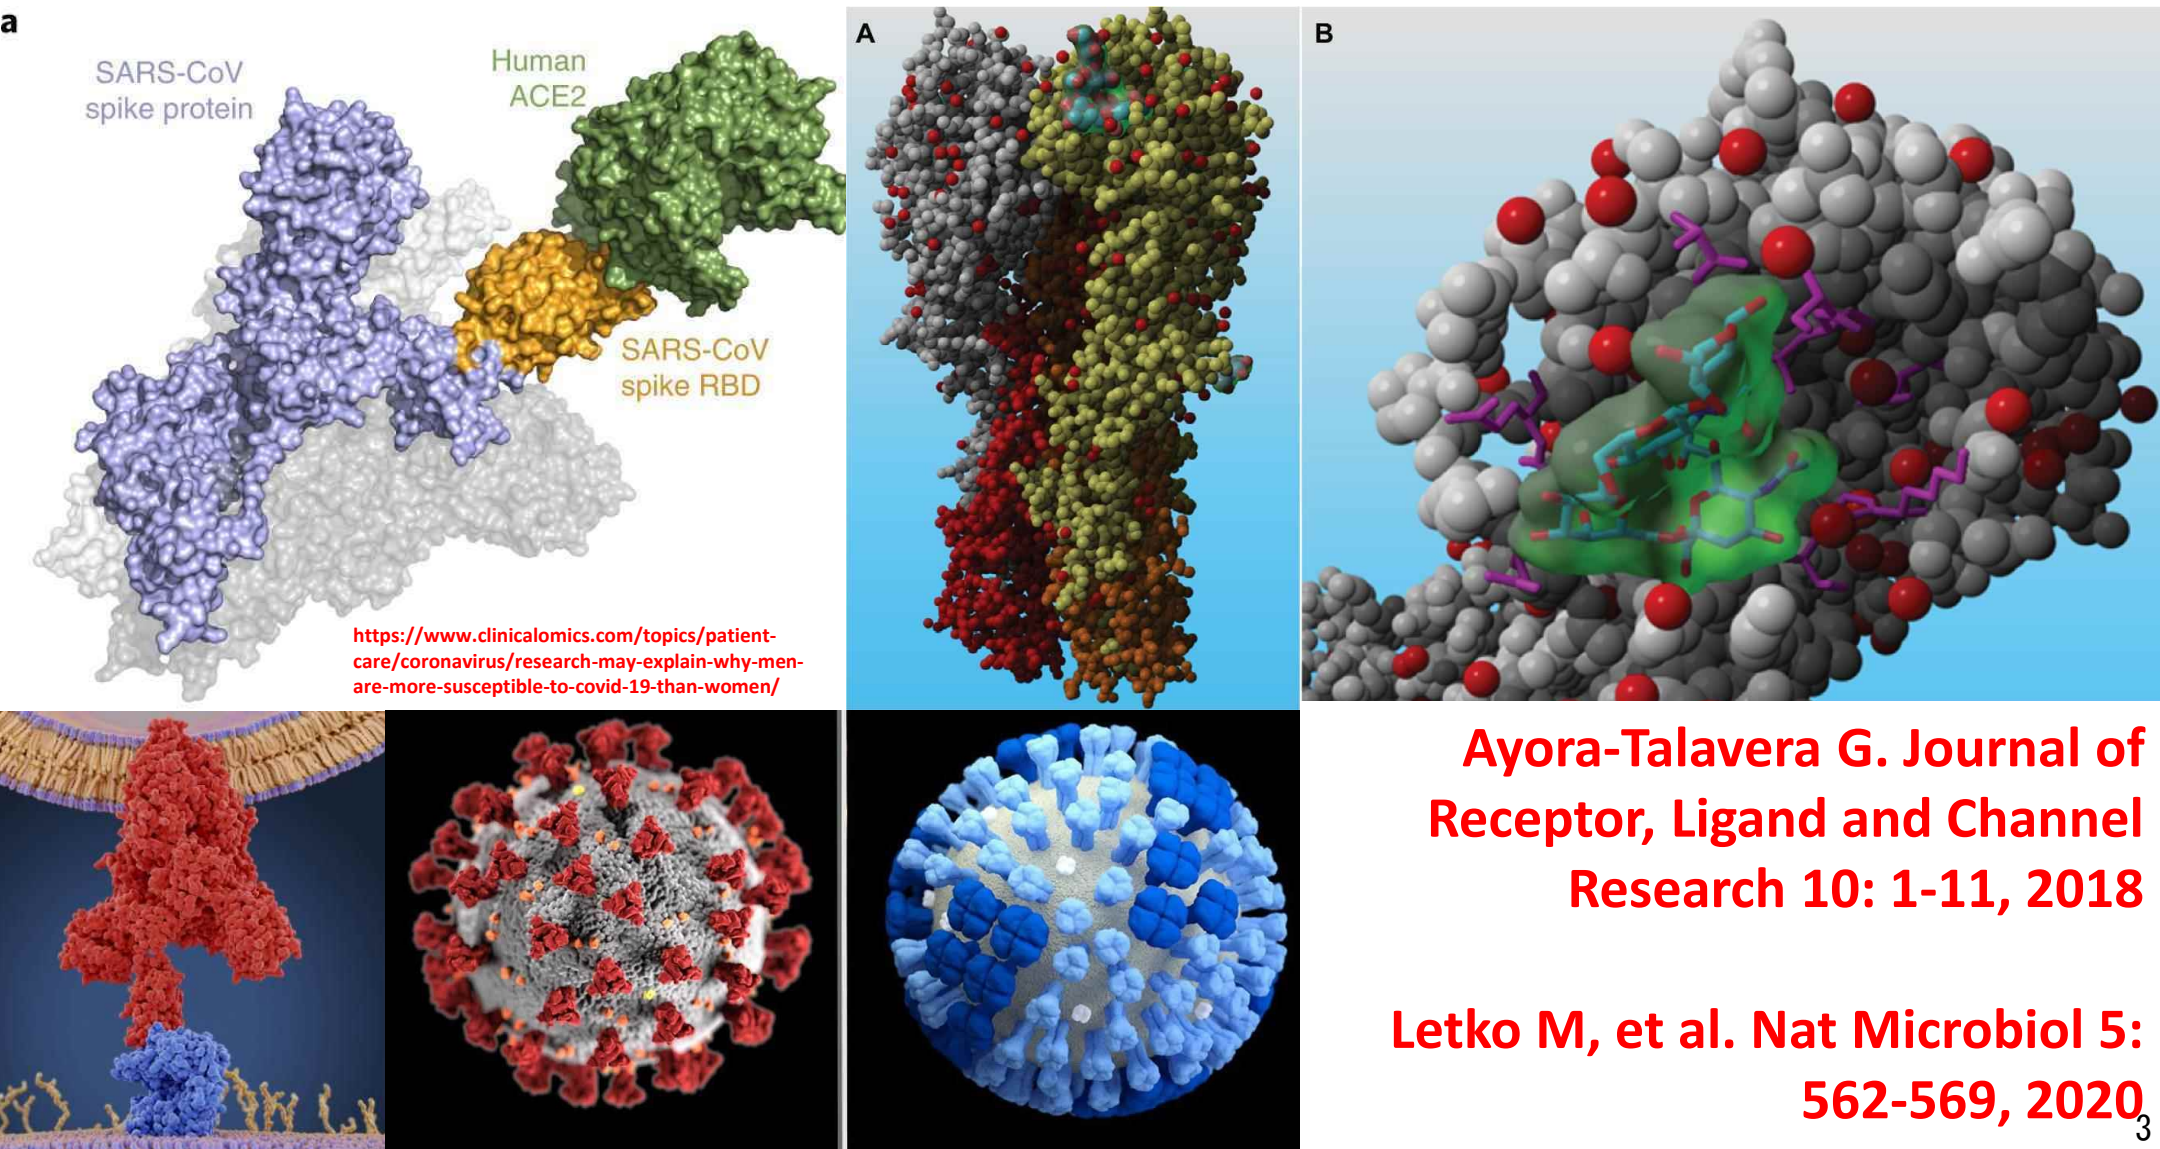 a
SARS-CoV
spike protein
Human
ACE2
SARS-CoV
spike RBD
https://www.clinicalomics.com/topics/patient-
care/coronavirus/research-may-explain-why-men-
are-more-susceptible-to-covid-19-than-women/
A
B
Ayora-Talavera G. Journal of
Receptor, Ligand and Channel
Research 10: 1-11, 2018
Letko M, et al. Nat Microbiol 5:
562-569, 2020
3